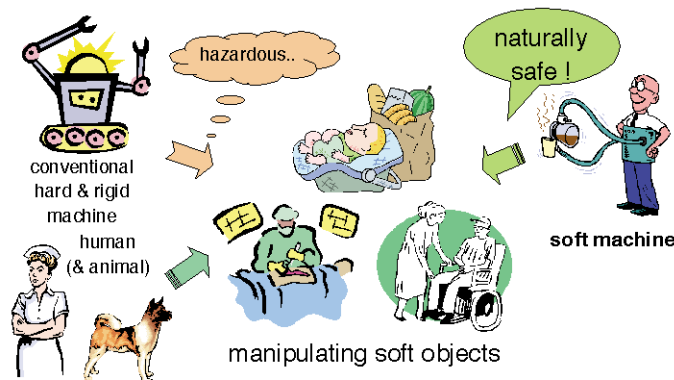 hazardous..
naturally
safe !
conventional
hard & rigid
machine
human
(& animal)
soft machine
manipulating soft objects